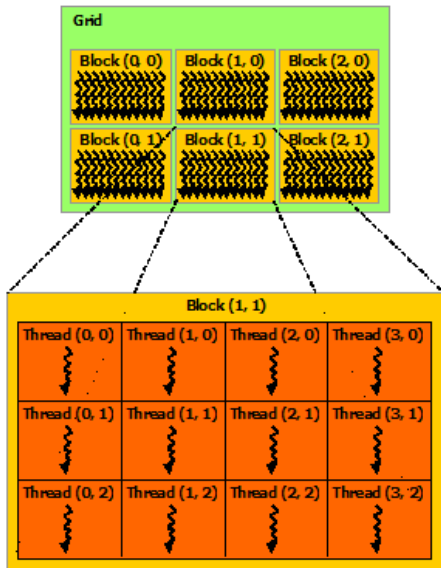 Grid
Block (0, 0) Block (1, 0) Block (2, 0)
Block (0, 1) Block (1, 1) Block (2, 1)
Block (1, 1)
Thread (0, 0) Thread (1, 0) Thread (2, 0) Thread (3, 0)
Thread (0, 1) Thread (1, 1) Thread (2, 1) Thread (3, 1)
Thread (0, 2) Thread (1, 2) Thread (2, 2) Thread (3, 2)